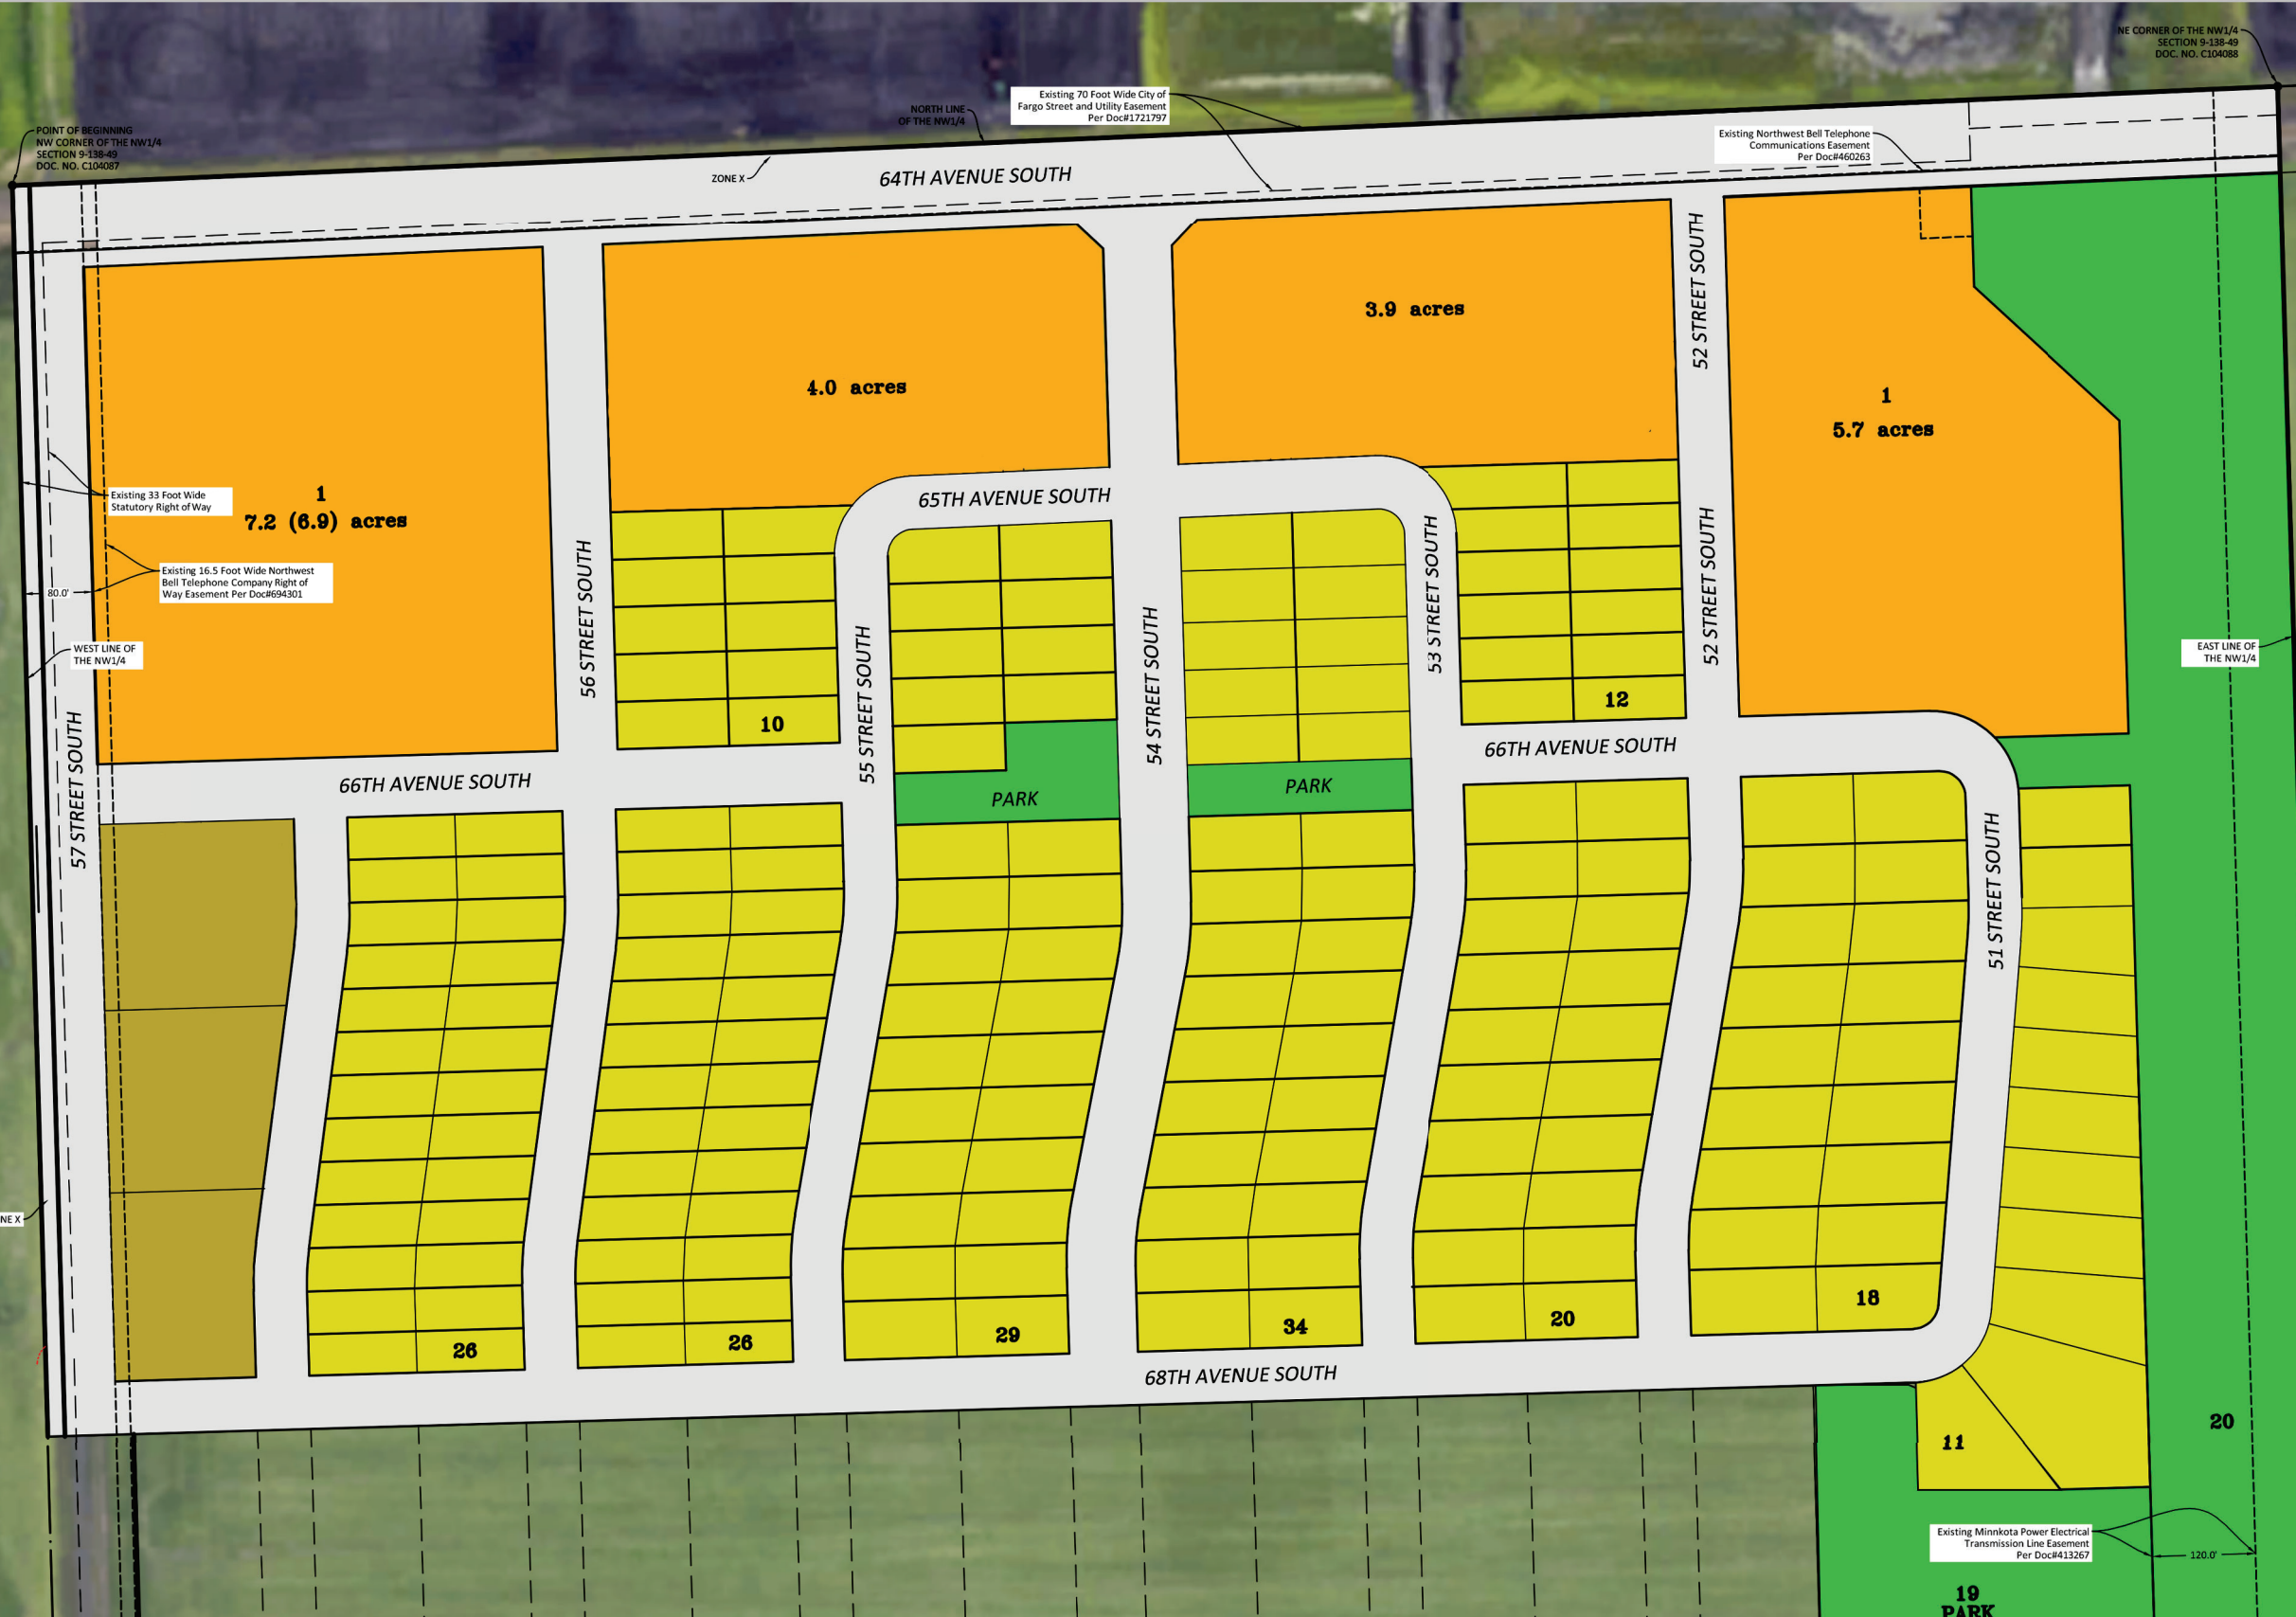 NE CORNER OF THE NW1/4
SECTION 9-138-49
DOC. NO. C104088
Existing 70 Foot Wide City of
Fargo Street and Utility Easement
Per Doc#1721797
NORTH LINE
OF THE NW1/4
POINT OF BEGINNING
NW CORNER OF THE NW1/4
SECTION 9-138-49
DOC. NO. C104087
Existing Northwest Bell Telephone
Communications Easement
Per Doc#460263
ZONE X
64TH AVENUE SOUTH
52 STREET SOUTH
3.9 acres
4.0 acres
1
5.7 acres
1
7.2 (6.9) acres
Existing 33 Foot Wide
Statutory Right of Way
65TH AVENUE SOUTH
Existing 16.5 Foot Wide Northwest
Bell Telephone Company Right of
Way Easement Per Doc#694301
80.0'
56 STREET SOUTH
55 STREET SOUTH
54 STREET SOUTH
53 STREET SOUTH
52 STREET SOUTH
WEST LINE OF
THE NW1/4
EAST LINE OF
THE NW1/4
10
12
57 STREET SOUTH
66TH AVENUE SOUTH
66TH AVENUE SOUTH
PARK
PARK
51 STREET SOUTH
NE X
26
26
29
34
20
18
68TH AVENUE SOUTH
11
20
Existing Minnkota Power Electrical
Transmission Line Easement
Per Doc#413267
120.0'
19
PARK